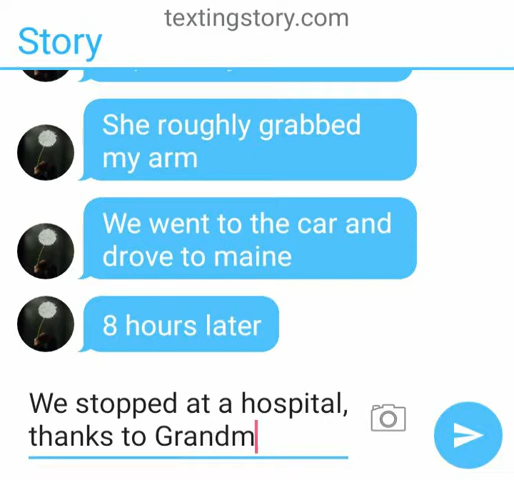 textingstory.com
Story
She roughly grabbed
my arm
We went to the car and
drove to maine
8 hours later
We stopped at a hospital,
thanks to Grandm